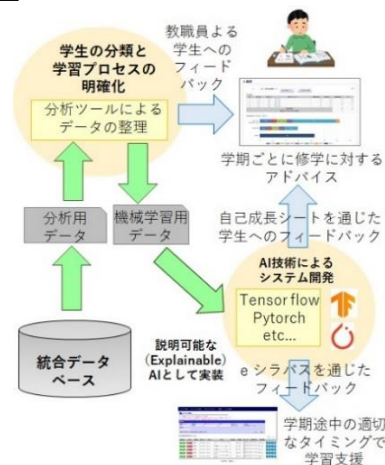 学生の分類と
学習プロセスの
明確化
分析ツールによる
データの整理
教職員よる
学生への
フィード
バック
学期ごとに修学に対する
アドバイス
分析用
データ
機械学習用
データ
自己成長シートを通じた
学生へのフィードバック
AI技術による
システム開発
Tensor flow
Pytorch
etc...
統合データ
ベース
説明可能な
(Explainable)
AIとして実装
eシラバスを通じた
フィードバック
学期途中の適切
なタイミングで
学習支援